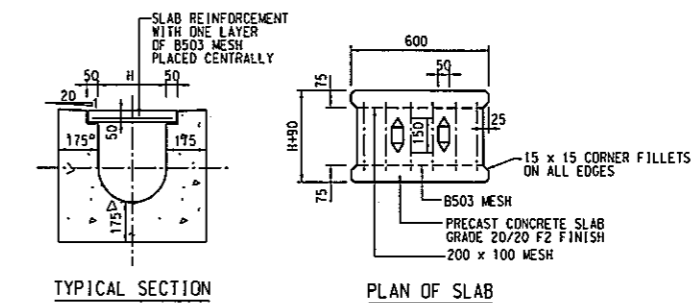 SLAB REINFORCEMENT
WITH ONE LAYER
OF B503 MESH
PLACED CENTRALLY
50 H 50
20
50
175 175
175
TYPICAL SECTION
600
50
75
H+90
150
25
75
15 x 15 CORNER FILLETS
ON ALL EDGES
B503 MESH
PRECAST CONCRETE SLAB
GRADE 20/20 F2 FINISH
200 x 100 MESH
PLAN OF SLAB